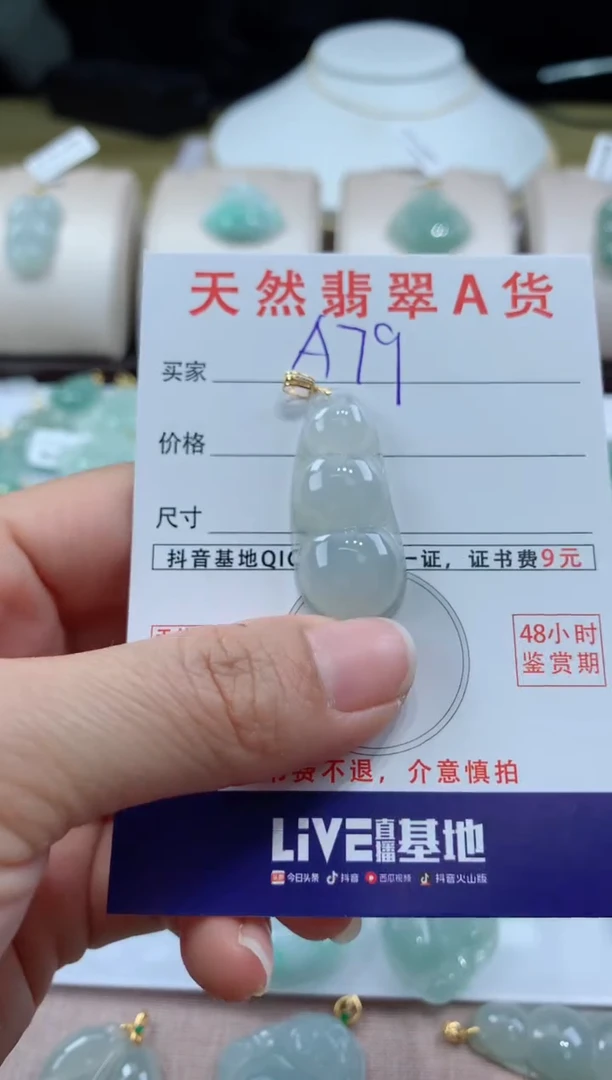 天然翡翠A货
买家 A79
价格
尺寸
抖音基地QIC 一证，证书费9元
48小时
鉴赏期
费不退，介意慎拍
LiVE直播基地
今日头条 抖音 西瓜视频 抖音火山版